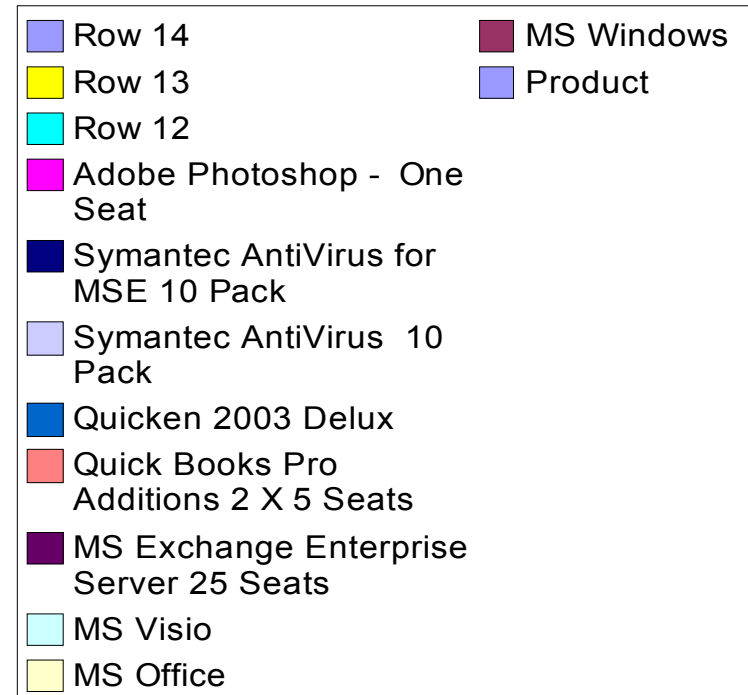 Row 14
Row 13
Row 12
Adobe Photoshop - One
Seat
Symantec AntiVirus for
MSE 10 Pack
Symantec AntiVirus 10
Pack
Quicken 2003 Delux
Quick Books Pro
Additions 2 X 5 Seats
MS Exchange Enterprise
Server 25 Seats
MS Visio
MS Office
MS Windows
Product